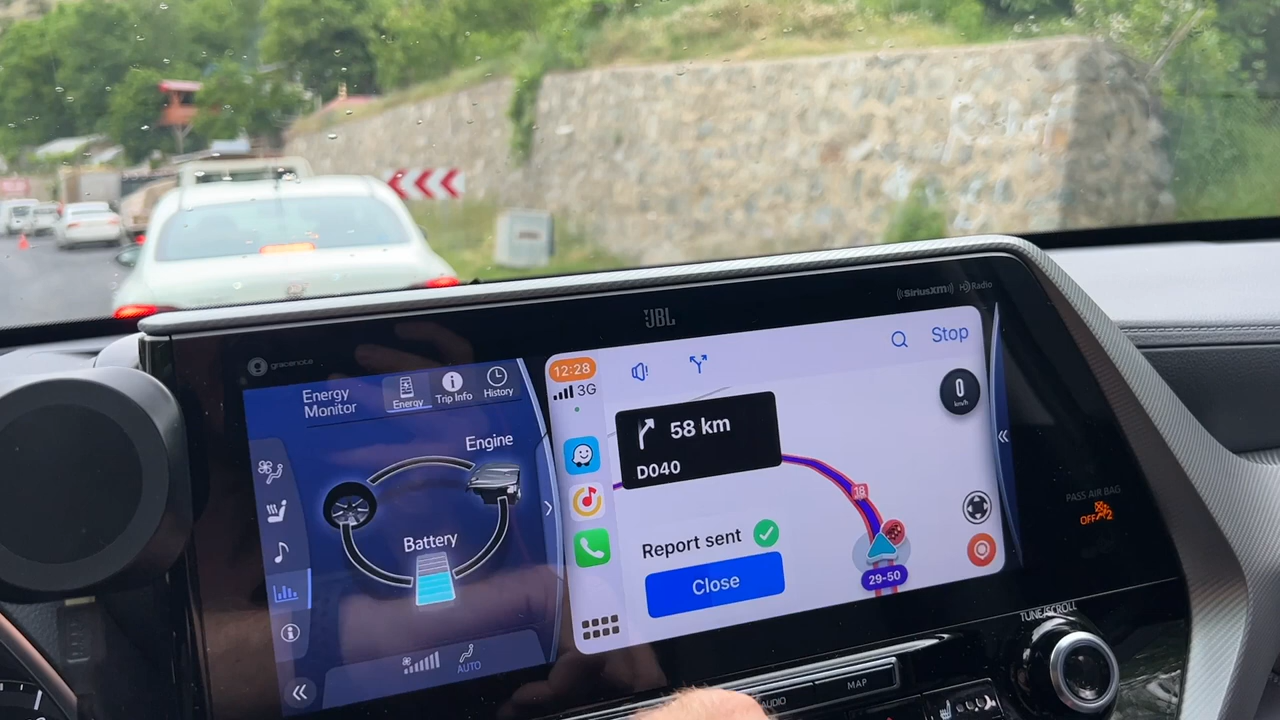 JBL
SiriusXM
HD Radio
gracenote
Energy
Monitor
Energy
Trip Info
History
Engine
Battery
AUTO
12:28
3G
Stop
58 km
D040
0
km/h
18
Report sent
Close
29-50
PASS AIR BAG
OFF
2
TUNE/SCROLL
AUDIO
MAP